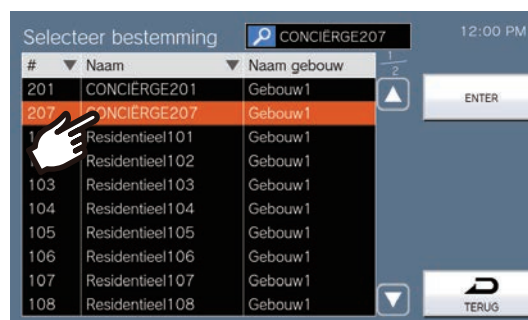 Selecteer bestemming CONCIËRGE207 12:00 PM
# Naam Naam gebouw 1/2
201 CONCIËRGE201 Gebouw1
ENTER
207 CONCIËRGE207 Gebouw1
Residentieel101 Gebouw1
Residentieel102 Gebouw1
103 Residentieel103 Gebouw1
104 Residentieel104 Gebouw1
105 Residentieel105 Gebouw1
106 Residentieel106 Gebouw1
107 Residentieel107 Gebouw1
108 Residentieel108 Gebouw1
TERUG